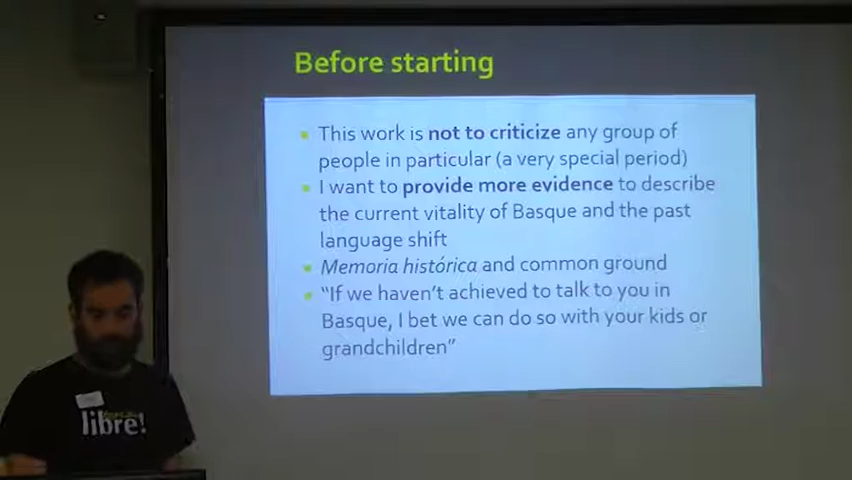 Before starting
This work is not to criticize any group of
people in particular (a very special period)
I want to provide more evidence to describe
the current vitality of Basque and the past
language shift
Memoria histórica and common ground
"If we haven't achieved to talk to you in
Basque, I bet we can do so with your kids or
grandchildren"
libre!